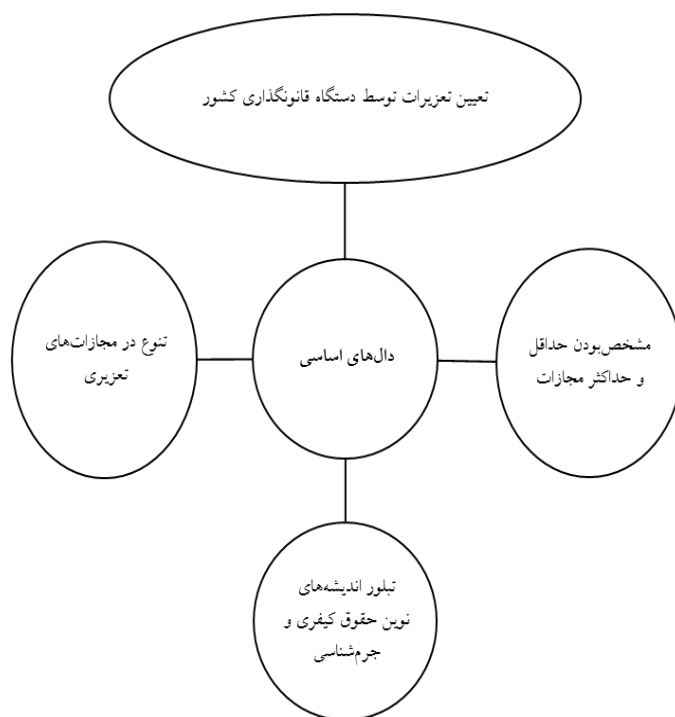 تعیین تعزیرات توسط دستگاه قانونگذاری کشور
مشخص‌بودن حداقل
و حداکثر مجازات
دال‌های اساسی
تنوع در مجازات‌های
تعزیری
تبلور اندیشه‌های
نوین حقوق کیفری و
جرم‌شناسی